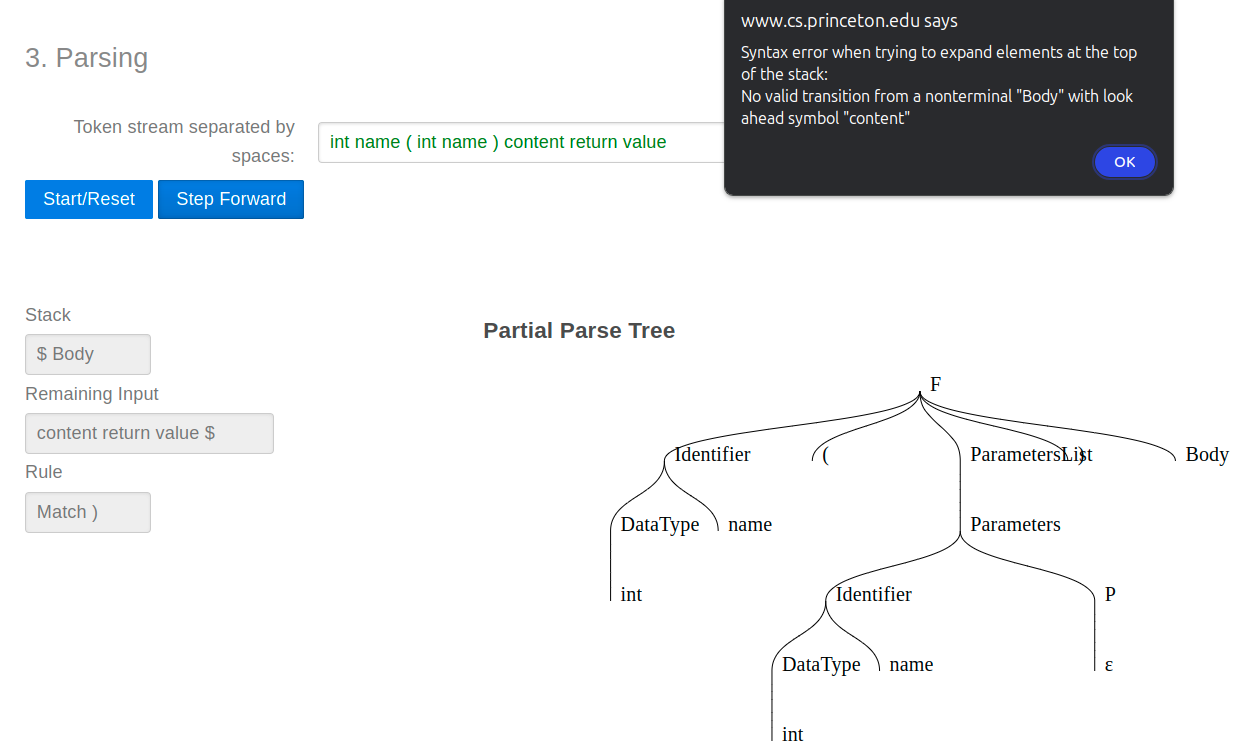 www.cs.princeton.edu says
Syntax error when trying to expand elements at the top
of the stack:
No valid transition from a nonterminal "Body" with look
ahead symbol "content"
OK
3. Parsing
Token stream separated by
spaces:
int name ( int name ) content return value
Start/Reset
Step Forward
Stack
$ Body
Remaining Input
content return value $
Rule
Match )
Partial Parse Tree
F
Identifier ( ParametersList ) Body
DataType name Parameters
int Identifier P
DataType name ε
int